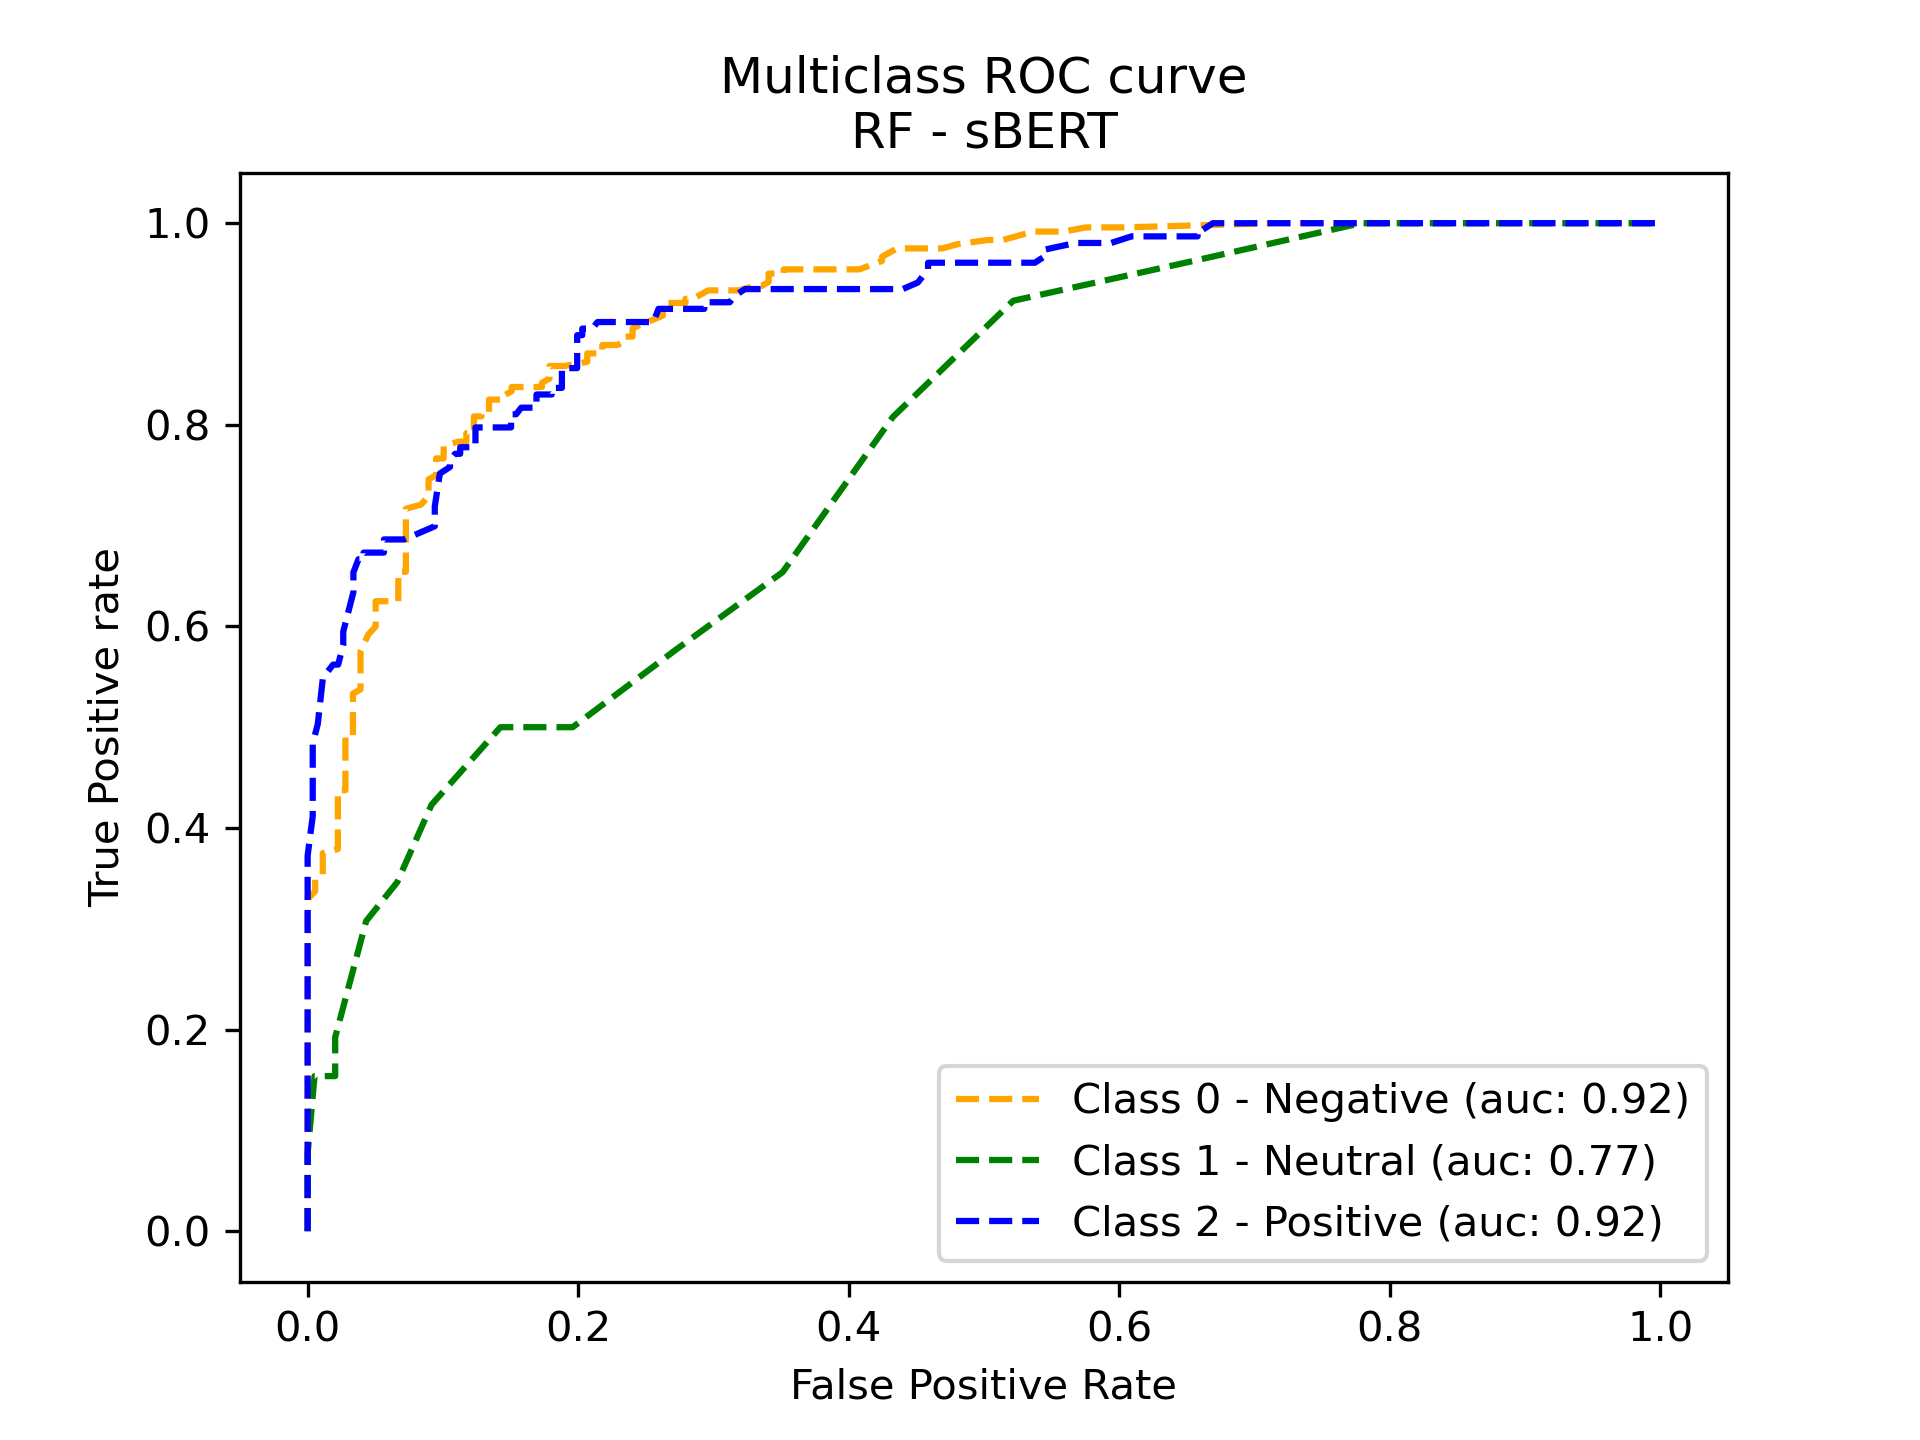 Multiclass ROC curve
RF - sBERT
True Positive rate
1.0
0.8
0.6
0.4
0.2
0.0
Class 0 - Negative (auc: 0.92)
Class 1 - Neutral (auc: 0.77)
Class 2 - Positive (auc: 0.92)
0.0 0.2 0.4 0.6 0.8 1.0
False Positive Rate